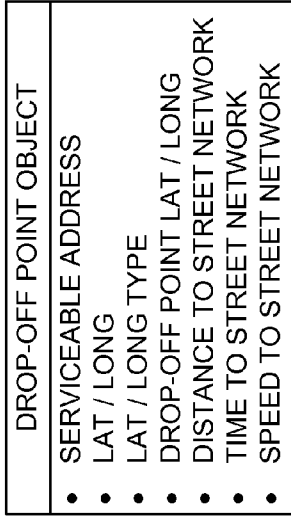 DROP-OFF POINT OBJECT
• SERVICEABLE ADDRESS
• LAT / LONG
• LAT / LONG TYPE
• DROP-OFF POINT LAT / LONG
• DISTANCE TO STREET NETWORK
• TIME TO STREET NETWORK
• SPEED TO STREET NETWORK